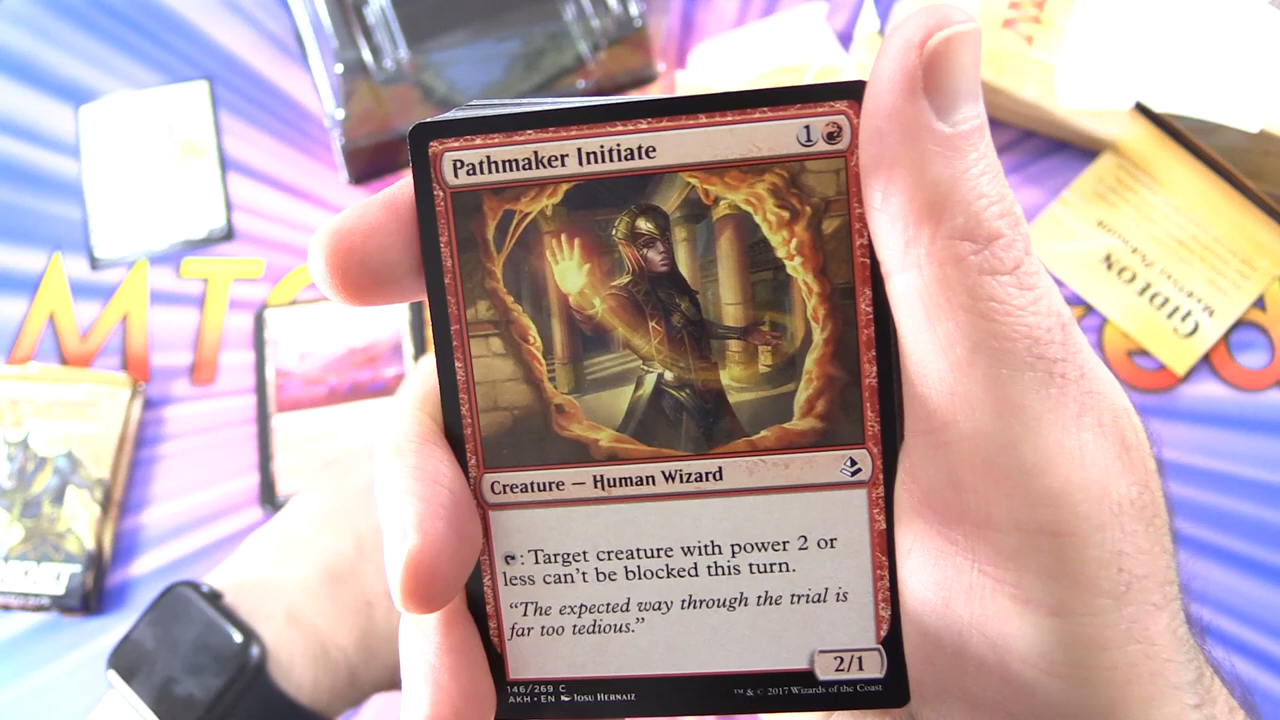 Pathmaker Initiate 1
Creature — Human Wizard
: Target creature with power 2 or
less can't be blocked this turn.
“The expected way through the trial is
far too tedious.”
2/1
146/269 C
AKH • EN Iosu Hernaiz
™ & © 2017 Wizards of the Coast
MTG
GIDEON